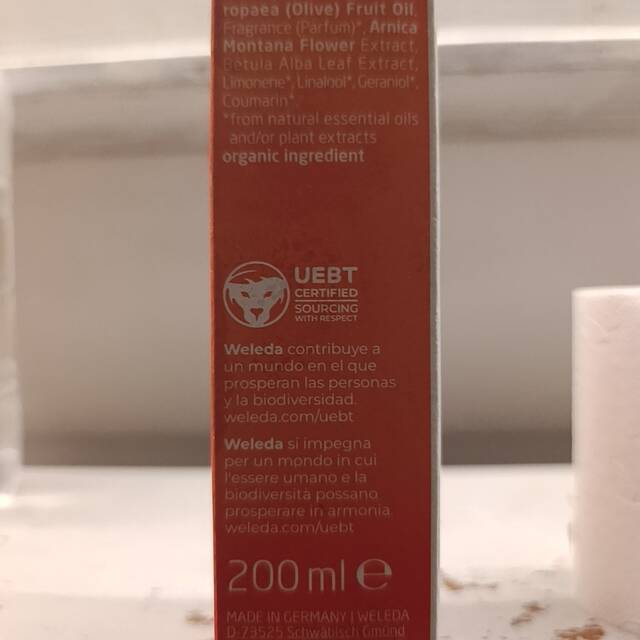 ropaea (Olive) Fruit Oil,
Fragrance (Parfum)*, Arnica
Montana Flower Extract,
Betula Alba Leaf Extract,
Limonene*, Linalool*, Geraniol*,
Coumarin*.
*from natural essential oils
and/or plant extracts
organic ingredient
UEBT
CERTIFIED
SOURCING
WITH RESPECT
Weleda contribuye a
un mundo en el que
prosperan las personas
y la biodiversidad.
weleda.com/uebt
Weleda si impegna
per un mondo in cui
l'essere umano e la
biodiversità possano
prosperare in armonia.
weleda.com/uebt
200 ml e
MADE IN GERMANY | WELEDA
D-73525 Schwäbisch Gmünd